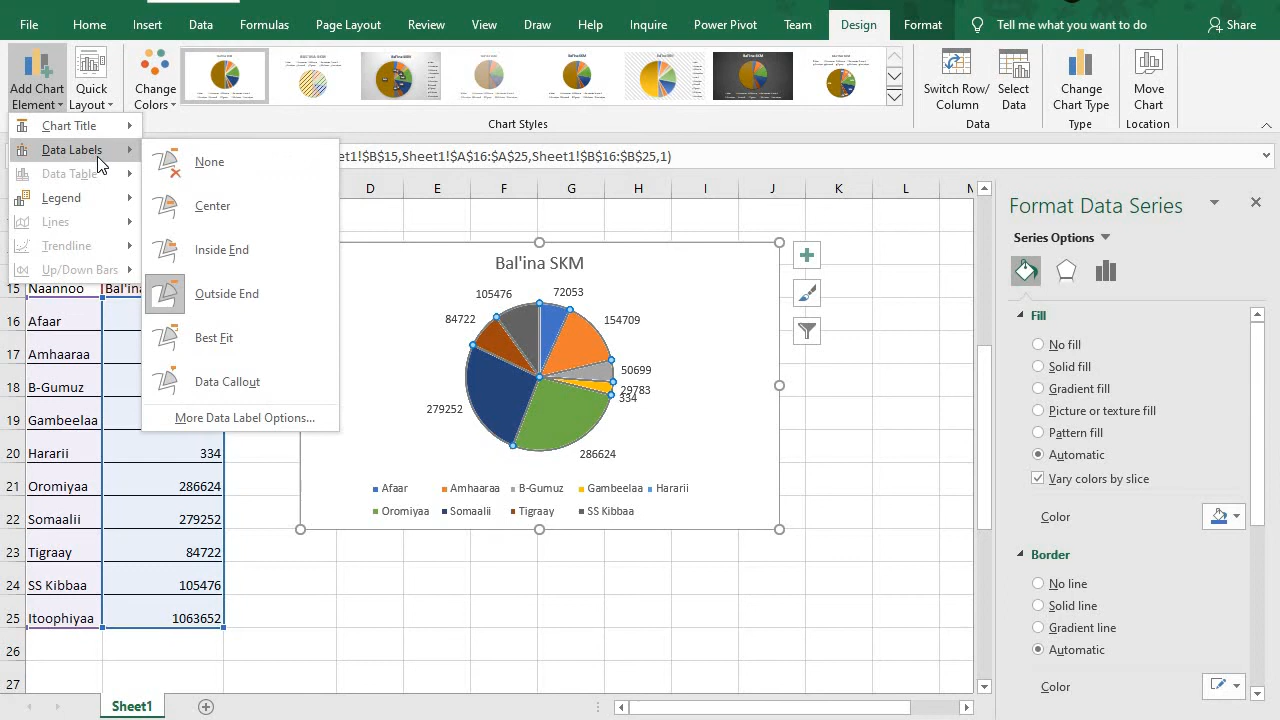 File Home Insert Data Formulas Page Layout Review View Draw Help Inquire Power Pivot Team Design Format Tell me what you want to do Share
Add Chart Element
Quick Layout
Change Colors
Switch Row/Column
Select Data
Change Chart Type
Move Chart
Chart Styles Data Type Location
Chart Title
Data Labels
Data Table
Legend
Lines
Trendline
Up/Down Bars
None
Center
Inside End
Outside End
Best Fit
Data Callout
More Data Label Options...
eet1!$B$15,Sheet1!$A$16:$A$25,Sheet1!$B$16:$B$25,1)
D E F G H I J K L M
15 Naannoo Bal'ina
16 Afaar
17 Amhaaraa
18 B-Gumuz
19 Gambeelaa
20 Hararii 334
21 Oromiyaa 286624
22 Somaalii 279252
23 Tigraay 84722
24 SS Kibbaa 105476
25 Itoophiyaa 1063652
26
27
Bal'ina SKM
105476 72053
84722 154709
50699
29783
334
279252
286624
Afaar Amhaaraa B-Gumuz Gambeelaa Hararii
Oromiyaa Somaalii Tigraay SS Kibbaa
Format Data Series
Series Options
Fill
No fill
Solid fill
Gradient fill
Picture or texture fill
Pattern fill
Automatic
Vary colors by slice
Color
Border
No line
Solid line
Gradient line
Automatic
Color
Sheet1